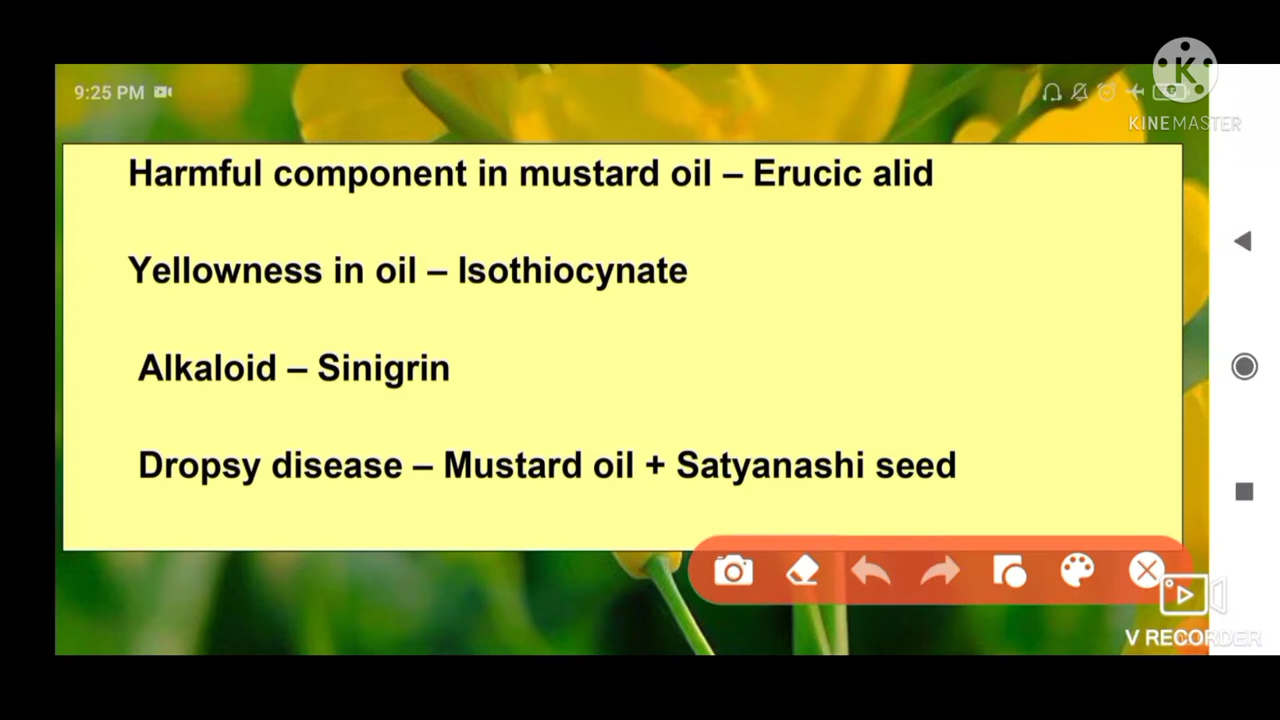 9:25 PM
KINEMASTER
Harmful component in mustard oil – Erucic alid
Yellowness in oil – Isothiocynate
Alkaloid – Sinigrin
Dropsy disease – Mustard oil + Satyanashi seed
V RECORDER